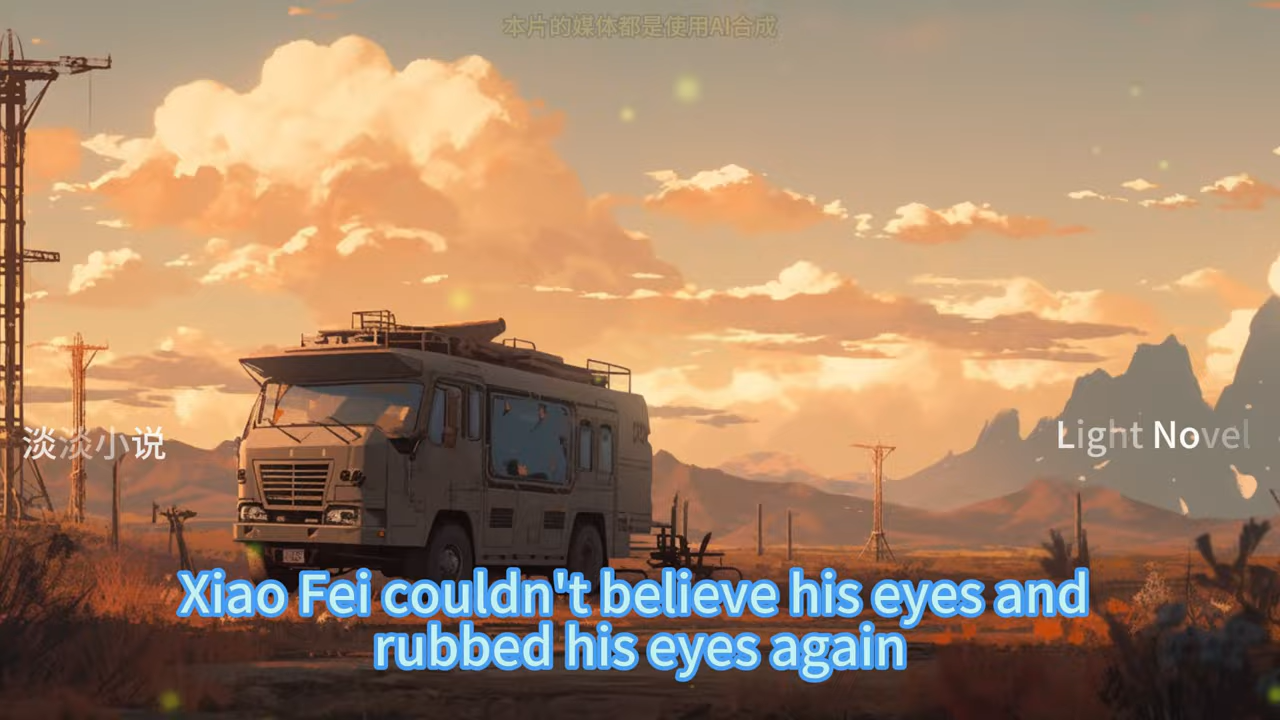 本片的媒体都是使用AI合成
淡淡小说
Light Novel
Xiao Fei couldn't believe his eyes and
rubbed his eyes again